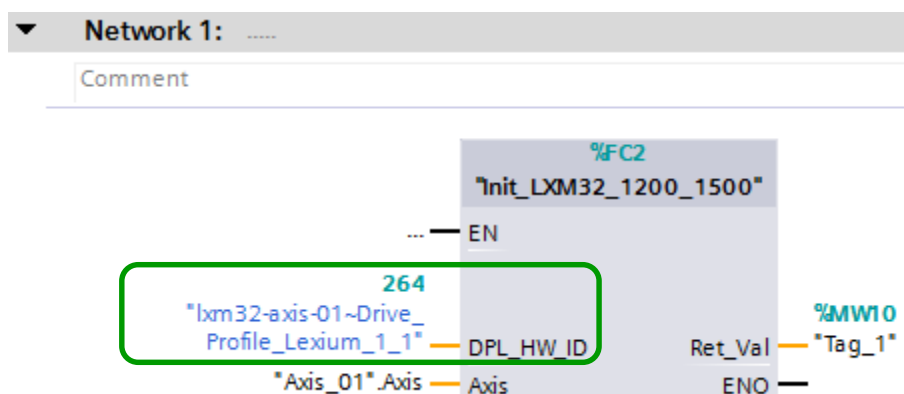 Network 1: .....
Comment
%FC2
"Init_LXM32_1200_1500"
... EN
264
"lxm32-axis-01~Drive_
Profile_Lexium_1_1" DPL_HW_ID
%MW10
Ret_Val "Tag_1"
"Axis_01".Axis Axis
ENO